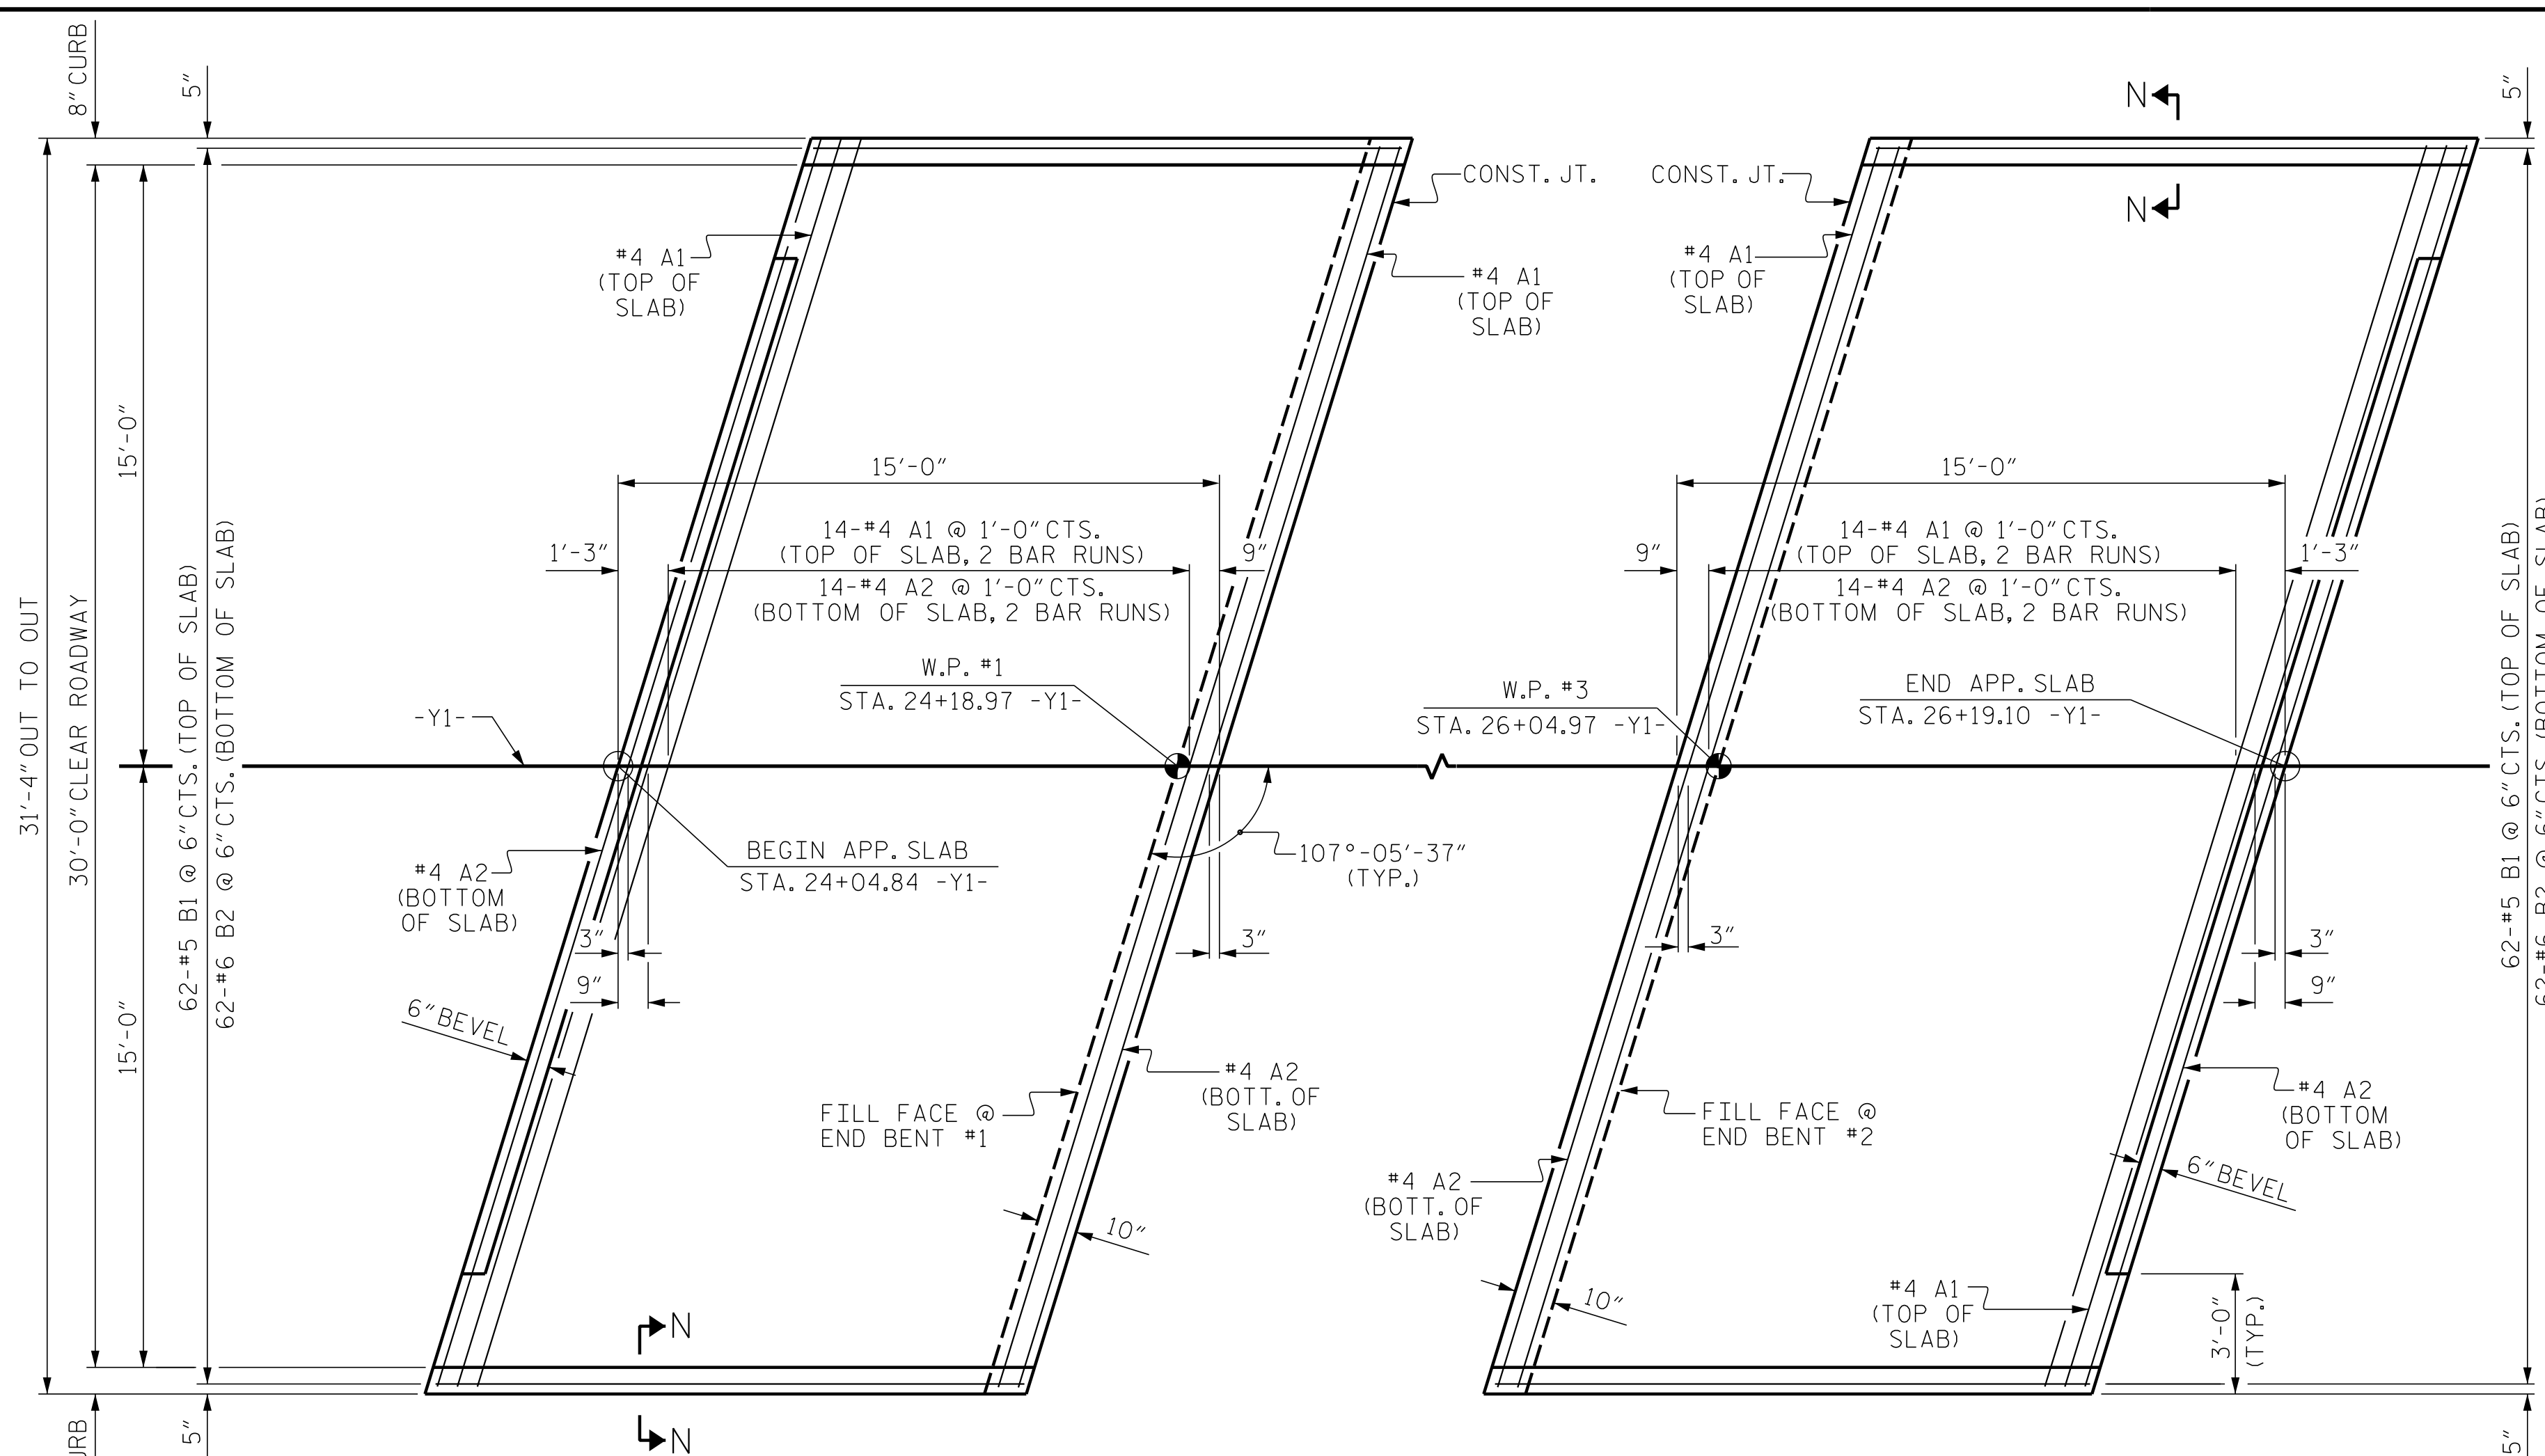 8" CURB
5"
31'-4" OUT TO OUT
30'-0" CLEAR ROADWAY
15'-0"
15'-0"
62-#5 B1 @ 6" CTS. (TOP OF SLAB)
62-#6 B2 @ 6" CTS. (BOTTOM OF SLAB)
5"
#4 A1
(TOP OF
SLAB)
CONST. JT.
#4 A1
(TOP OF
SLAB)
15'-0"
1'-3"
14-#4 A1 @ 1'-0" CTS.
(TOP OF SLAB, 2 BAR RUNS)
14-#4 A2 @ 1'-0" CTS.
(BOTTOM OF SLAB, 2 BAR RUNS)
9"
W.P. #1
STA. 24+18.97 -Y1-
-Y1-
BEGIN APP. SLAB
STA. 24+04.84 -Y1-
107°-05'-37"
(TYP.)
#4 A2
(BOTTOM
OF SLAB)
3"
9"
3"
6" BEVEL
FILL FACE @
END BENT #1
#4 A2
(BOTT. OF
SLAB)
10"
N
N
CONST. JT.
#4 A1
(TOP OF
SLAB)
N
N
15'-0"
9"
14-#4 A1 @ 1'-0" CTS.
(TOP OF SLAB, 2 BAR RUNS)
14-#4 A2 @ 1'-0" CTS.
(BOTTOM OF SLAB, 2 BAR RUNS)
1'-3"
W.P. #3
STA. 26+04.97 -Y1-
END APP. SLAB
STA. 26+19.10 -Y1-
3"
3"
9"
FILL FACE @
END BENT #2
#4 A2
(BOTT. OF
SLAB)
10"
#4 A2
(BOTTOM
OF SLAB)
6" BEVEL
#4 A1
(TOP OF
SLAB)
3'-0"
(TYP.)
5"
62-#5 B1 @ 6" CTS. (TOP OF SLAB)
62-#6 B2 @ 6" CTS. (BOTTOM OF SLAB)
5"